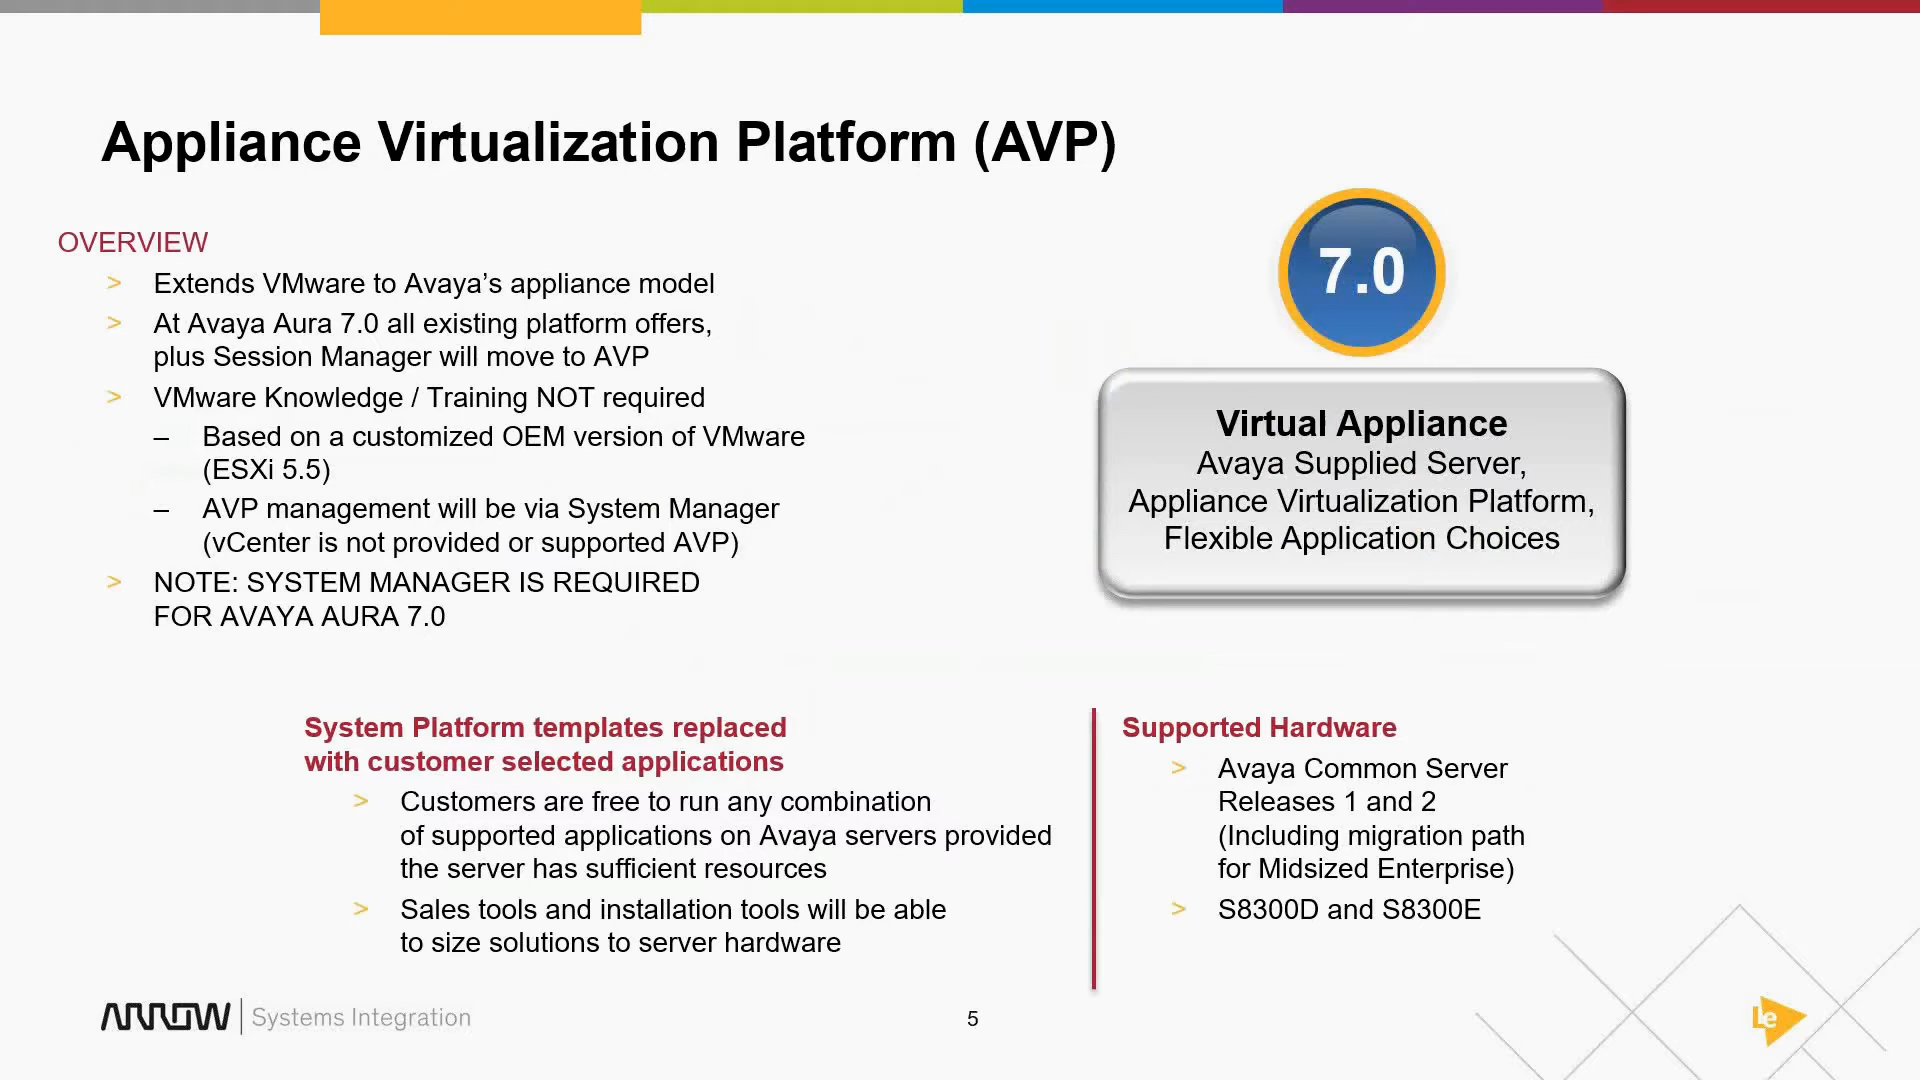 Appliance Virtualization Platform (AVP)
OVERVIEW
> Extends VMware to Avaya’s appliance model
> At Avaya Aura 7.0 all existing platform offers,
plus Session Manager will move to AVP
> VMware Knowledge / Training NOT required
– Based on a customized OEM version of VMware
(ESXi 5.5)
– AVP management will be via System Manager
(vCenter is not provided or supported AVP)
> NOTE: SYSTEM MANAGER IS REQUIRED
FOR AVAYA AURA 7.0
7.0
Virtual Appliance
Avaya Supplied Server,
Appliance Virtualization Platform,
Flexible Application Choices
System Platform templates replaced
with customer selected applications
> Customers are free to run any combination
of supported applications on Avaya servers provided
the server has sufficient resources
> Sales tools and installation tools will be able
to size solutions to server hardware
Supported Hardware
> Avaya Common Server
Releases 1 and 2
(Including migration path
for Midsized Enterprise)
> S8300D and S8300E
ARROW | Systems Integration
5
Le